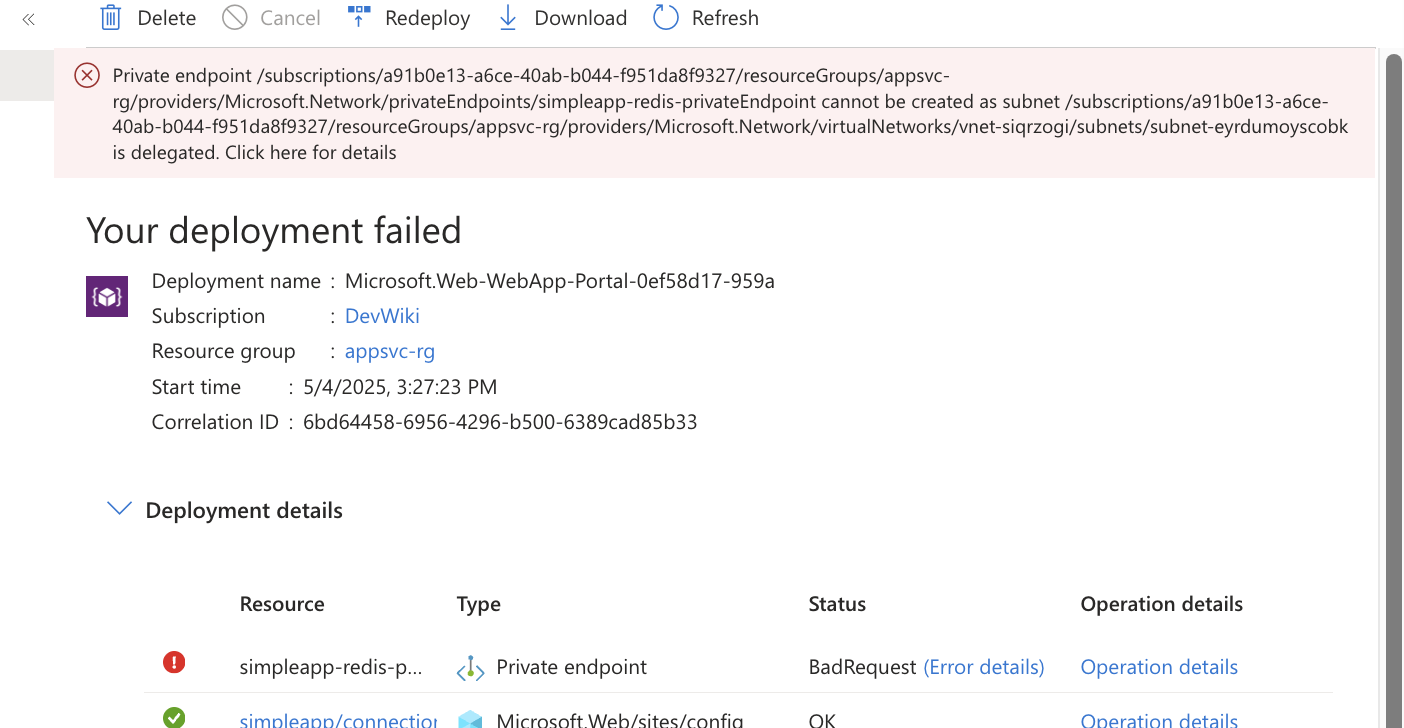 « Delete Cancel Redeploy Download Refresh
Private endpoint /subscriptions/a91b0e13-a6ce-40ab-b044-f951da8f9327/resourceGroups/appsvc-
rg/providers/Microsoft.Network/privateEndpoints/simpleapp-redis-privateEndpoint cannot be created as subnet /subscriptions/a91b0e13-a6ce-
40ab-b044-f951da8f9327/resourceGroups/appsvc-rg/providers/Microsoft.Network/virtualNetworks/vnet-siqrzogi/subnets/subnet-eyrdumoyscobk
is delegated. Click here for details
Your deployment failed
Deployment name : Microsoft.Web-WebApp-Portal-0ef58d17-959a
Subscription : DevWiki
Resource group : appsvc-rg
Start time : 5/4/2025, 3:27:23 PM
Correlation ID : 6bd64458-6956-4296-b500-6389cad85b33
Deployment details
Resource Type Status Operation details
simpleapp-redis-p... Private endpoint BadRequest (Error details) Operation details
simpleapp/connection Microsoft.Web/sites/config OK Operation details